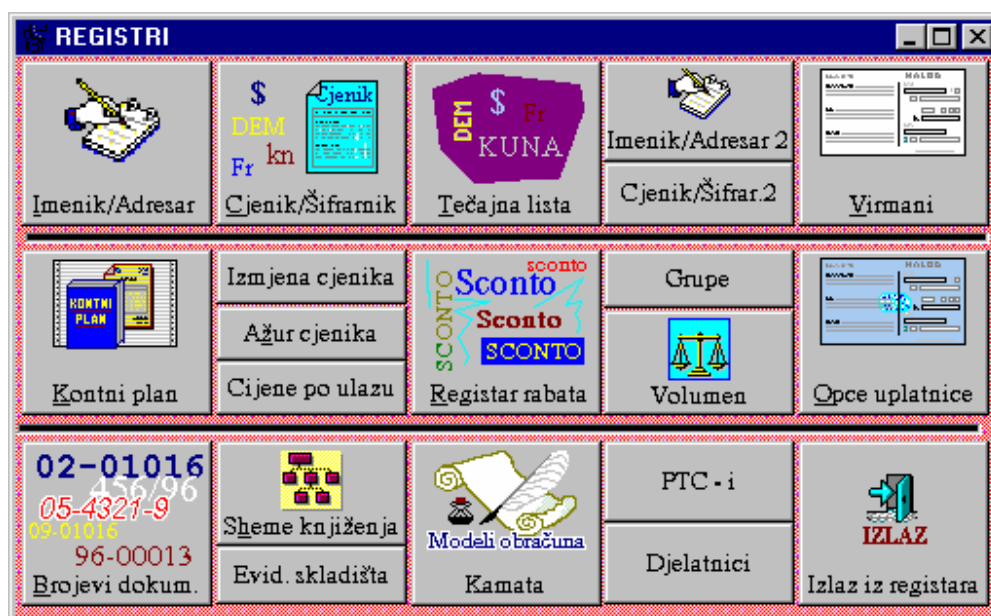 REGISTRI
$
DEM
Fr
kn
Cjenik
DEM
$
Fr
KUNA
NALOG
Imenik/Adresar
Cjenik/Šifrarnik
Tečajna lista
Imenik/Adresar 2
Cjenik/Šifrar.2
Virmani
KONTNI
PLAN
Kontni plan
Izmjena cjenika
Ažur cjenika
Cijene po ulazu
sconto
Sconto
SCONTO
Sconto
SCONTO
Registar rabata
Grupe
Volumen
NALOG
Opce uplatnice
02-01016
456/96
05-4321-9
09-01016
96-00013
Brojevi dokum.
Sheme knjiženja
Evid. skladišta
Modeli obračuna
Kamata
PTC - i
Djelatnici
IZLAZ
Izlaz iz registara